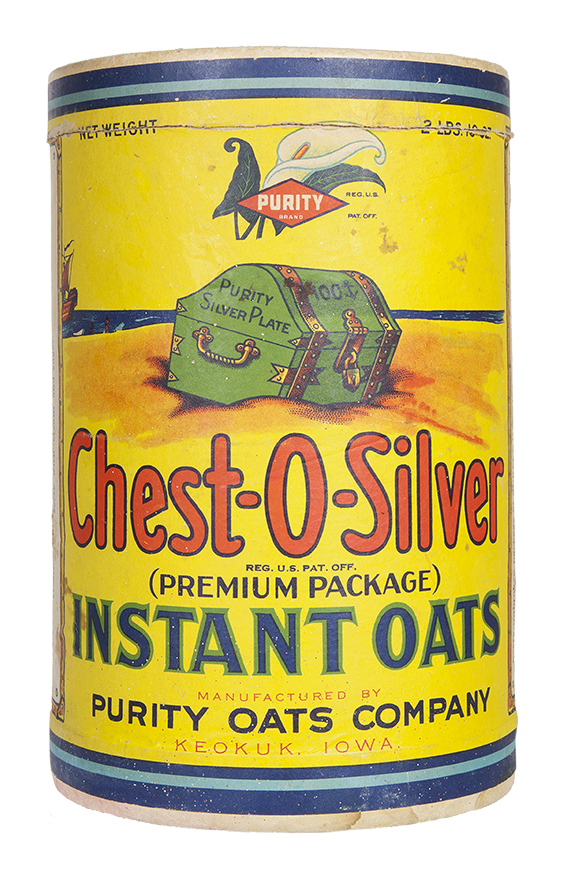 NET WEIGHT 2 LBS. 10 OZ.
PURITY
BRAND
REG. U.S.
PAT. OFF.
PURITY
SILVER PLATE
Chest-O-Silver
REG. U.S. PAT. OFF.
(PREMIUM PACKAGE)
INSTANT OATS
MANUFACTURED BY
PURITY OATS COMPANY
KEOKUK, IOWA.